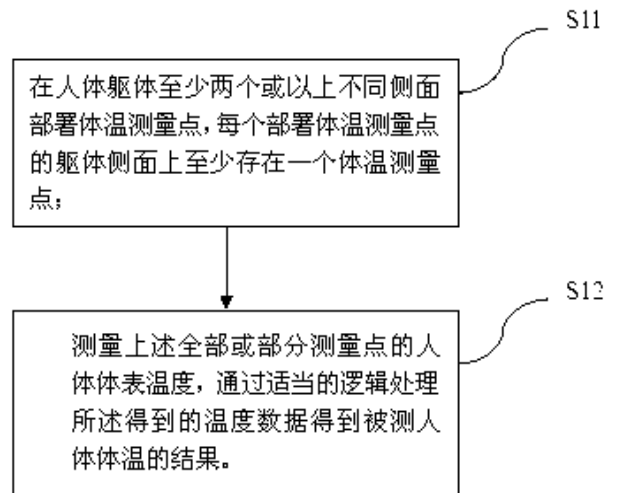 S11
在人体躯体至少两个或以上不同侧面
部署体温测量点，每个部署体温测量点
的躯体侧面上至少存在一个体温测量
点；
S12
测量上述全部或部分测量点的人
体体表温度，通过适当的逻辑处理
所述得到的温度数据得到被测人
体体温的结果。